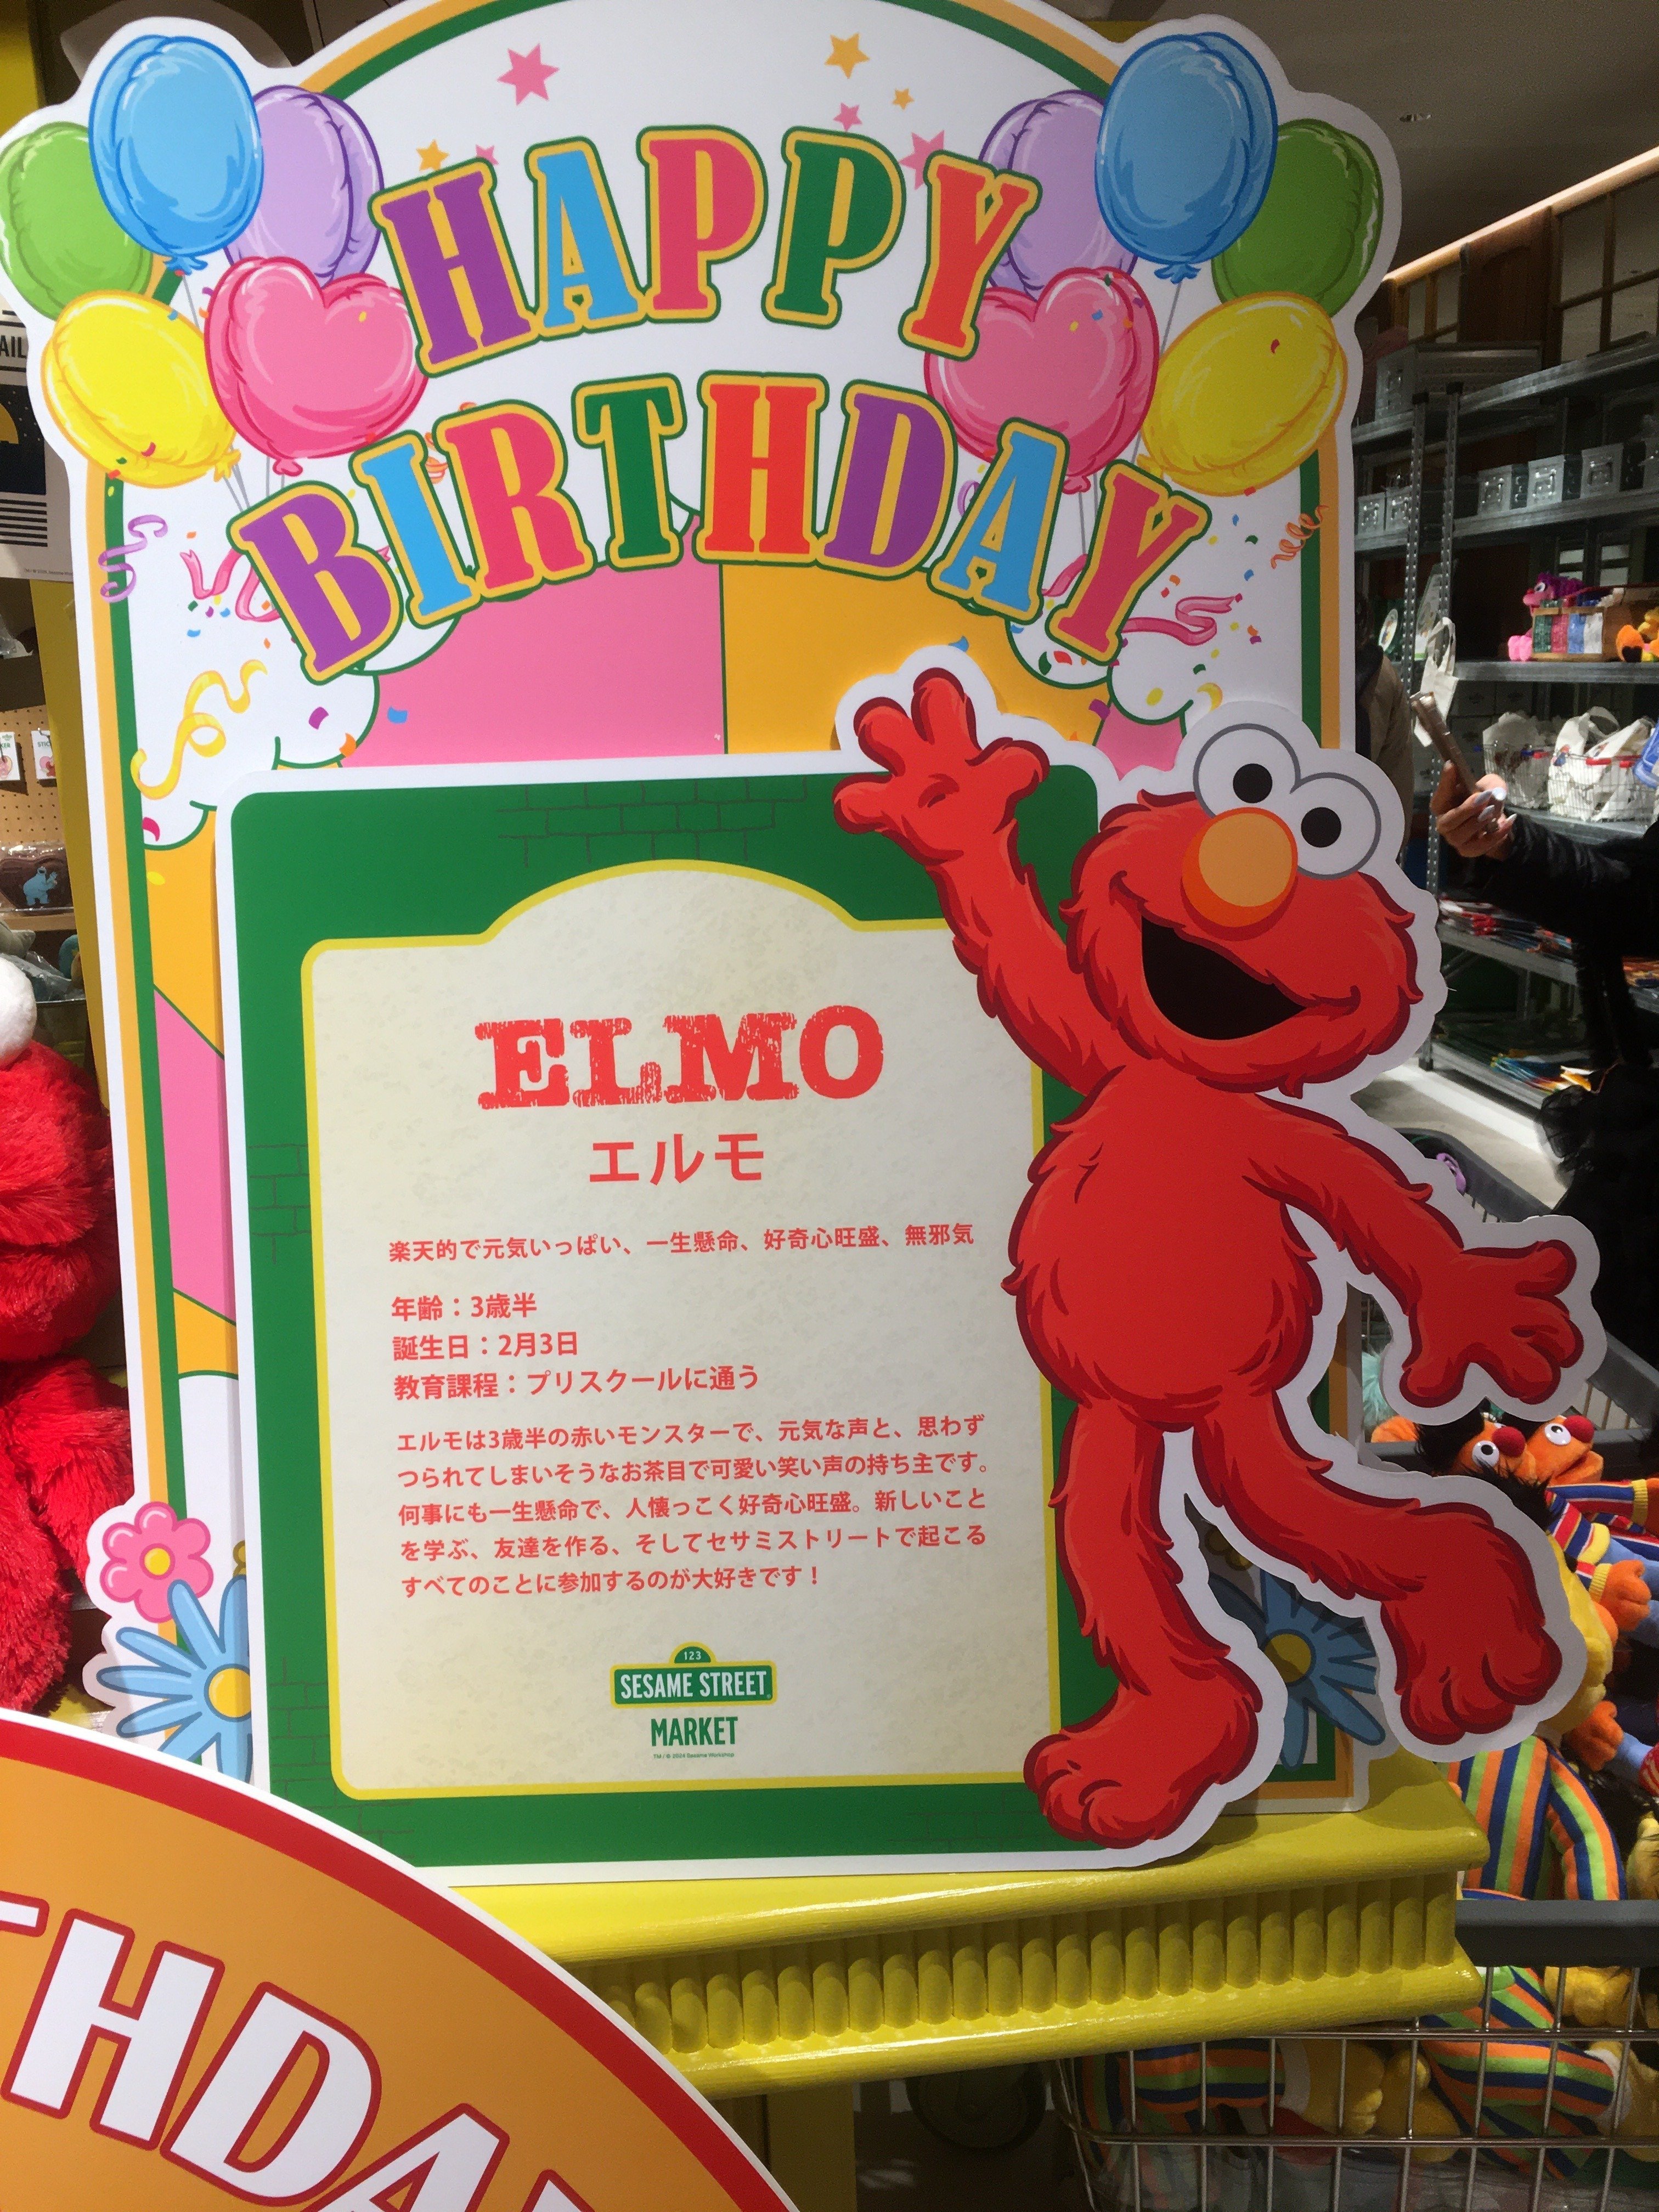 HAPPY
BIRTHDAY
ELMO
エルモ
楽天的で元気いっぱい、一生懸命、好奇心旺盛、無邪気
年齢：3歳半
誕生日：2月3日
教育課程：プリスクールに通う
エルモは3歳半の赤いモンスターで、元気な声と、思わず
つられてしまいそうなお茶目で可愛い笑い声の持ち主です。
何事にも一生懸命で、人懐っこく好奇心旺盛。新しいこと
を学ぶ、友達を作る、そしてセサミストリートで起こる
すべてのことに参加するのが大好きです！
123
SESAME STREET
MARKET
TM / © 2024 Sesame Workshop
THDA